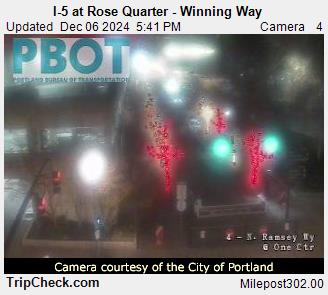 I-5 at Rose Quarter - Winning Way
Updated Dec 06 2024 5:41 PM Camera 4
PBOT
PORTLAND BUREAU OF TRANSPORTATION
4 - N. Ramsey Wy
@ One Ctr
Camera courtesy of the City of Portland
TripCheck.com Milepost302.00